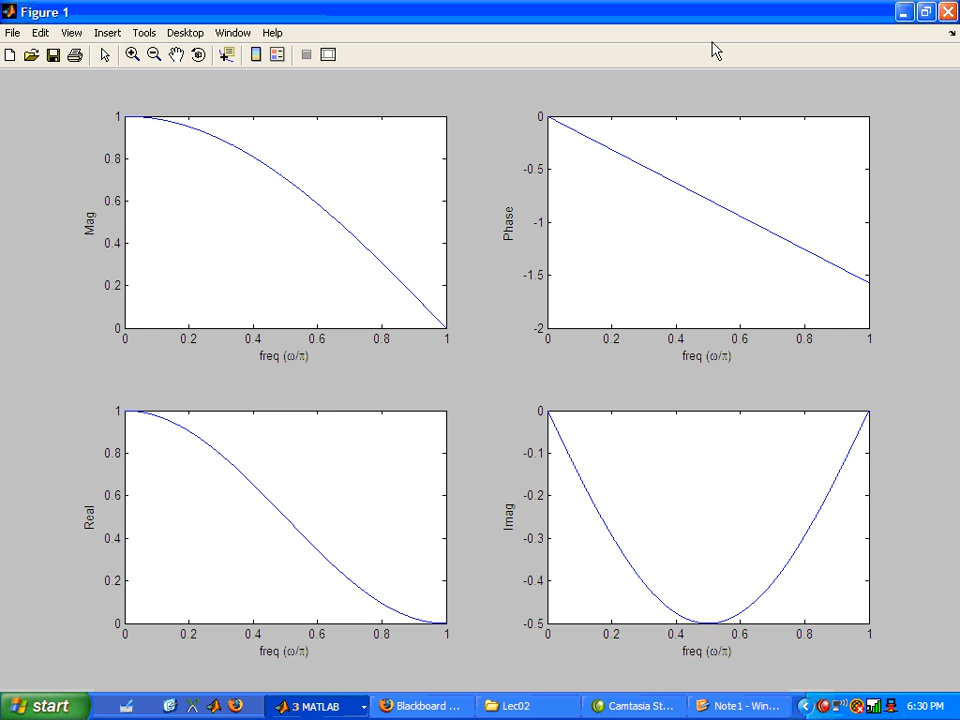 Figure 1
File Edit View Insert Tools Desktop Window Help
1
0.8
0.6
0.4
0.2
0
Mag
0 0.2 0.4 0.6 0.8 1
freq (ω/π)
0
-0.5
-1
-1.5
-2
Phase
0 0.2 0.4 0.6 0.8 1
freq (ω/π)
1
0.8
0.6
0.4
0.2
0
Real
0 0.2 0.4 0.6 0.8 1
freq (ω/π)
0
-0.1
-0.2
-0.3
-0.4
-0.5
Imag
0 0.2 0.4 0.6 0.8 1
freq (ω/π)
start 3 MATLAB Blackboard ... Lec02 Camtasia St... Note1 - Win... 6:30 PM